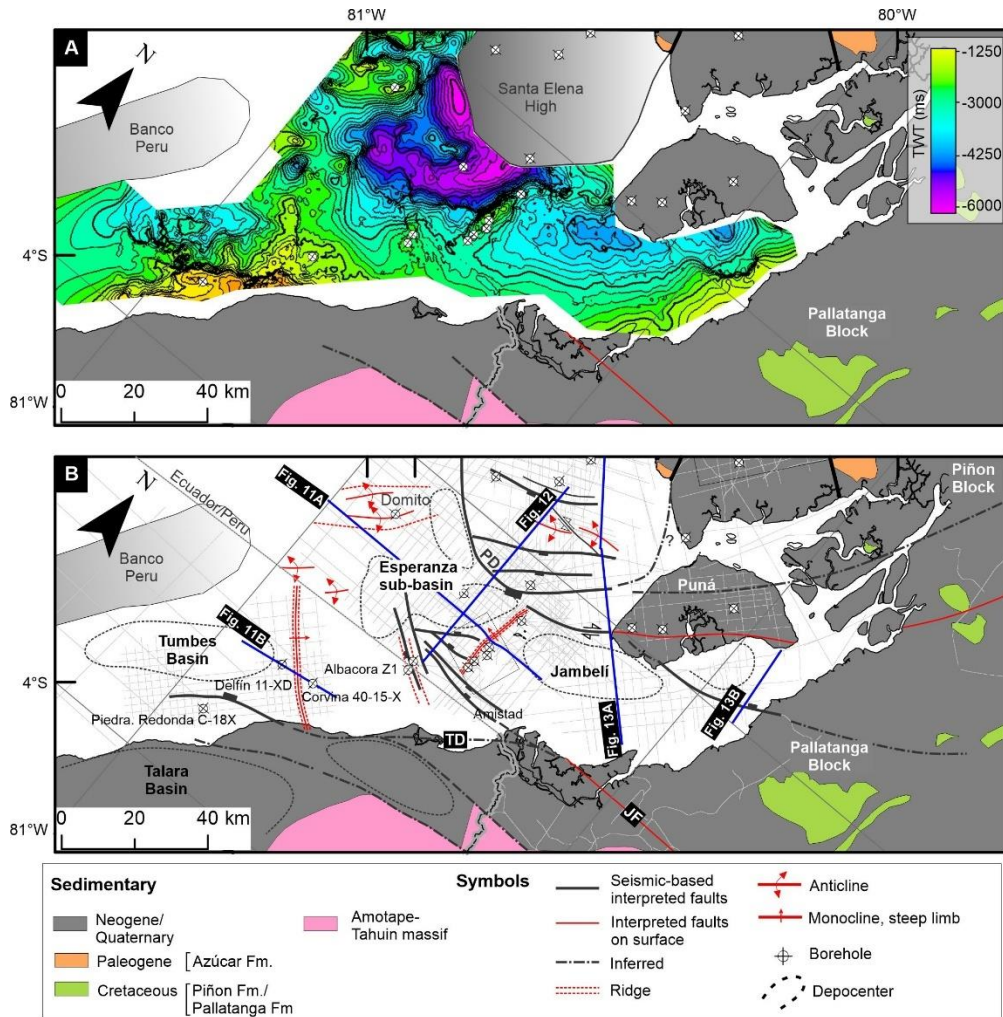 81°W
80°W
A
N
Banco
Peru
Santa Elena
High
TWT (ms)
-1250
-3000
-4250
-6000
4°S
Pallatanga
Block
0 20 40 km
81°W
B
N
Ecuador/Peru
Fig. 11A
Domito
Fig. 12
Piñon
Block
Banco
Peru
PD
Esperanza
sub-basin
?
Puná
Fig. 11B
Tumbes
Basin
Albacora Z1
Jambelí
4°S
Delfín 11-XD
Corvina 40-15-X
Piedra. Redonda C-18X
Amistad
Fig. 13A
Fig. 13B
TD
Pallatanga
Block
Talara
Basin
JF
0 20 40 km
81°W
Sedimentary
Neogene/
Quaternary
Paleogene [Azúcar Fm.
Cretaceous [Piñon Fm./
Pallatanga Fm
Amotape-
Tahuin massif
Symbols
Seismic-based
interpreted faults
Interpreted faults
on surface
Inferred
Ridge
Anticline
Monocline, steep limb
Borehole
Depocenter